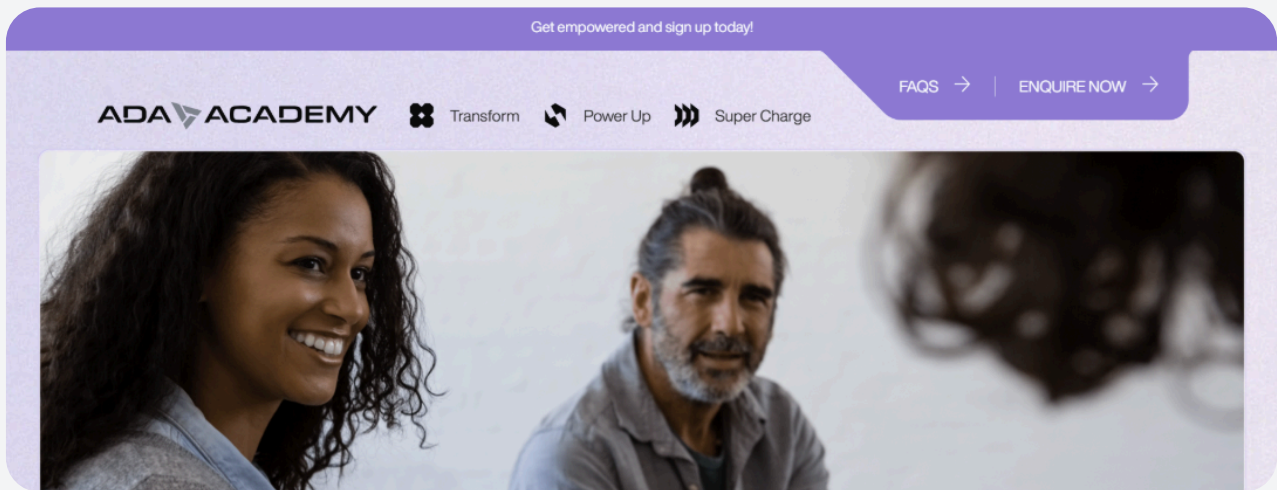 Get empowered and sign up today!
FAQS
ENQUIRE NOW
ADA ACADEMY
Transform
Power Up
Super Charge